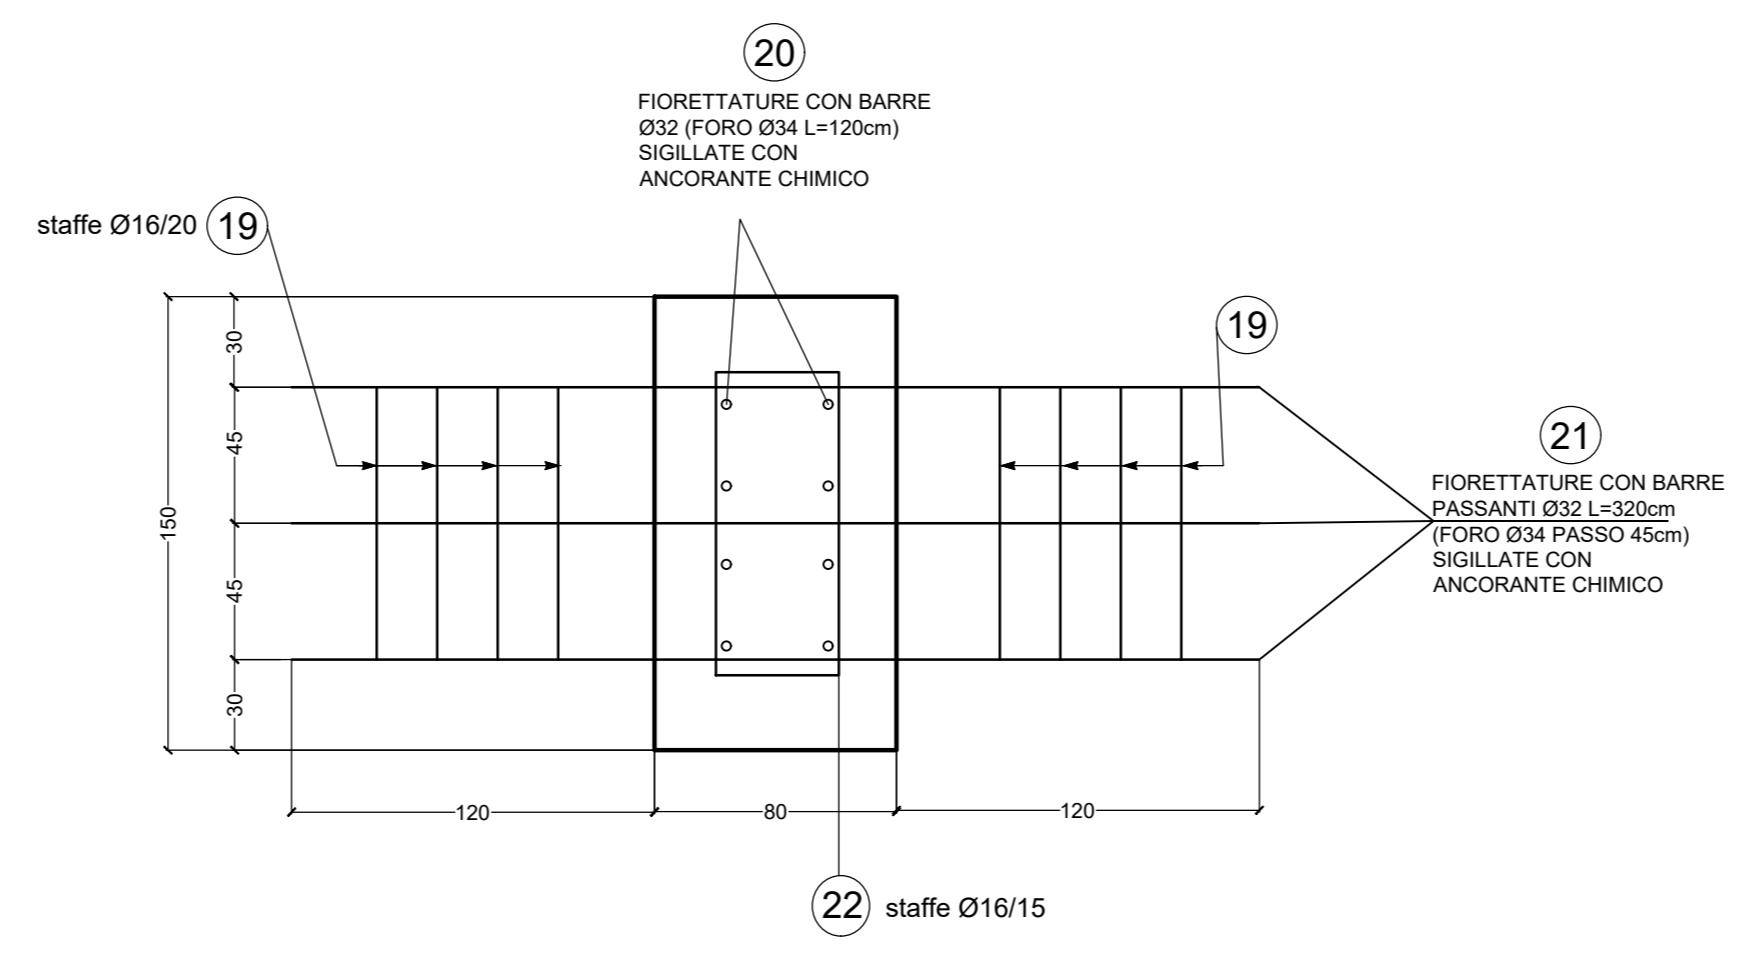 20
FIORETTATURE CON BARRE
Ø32 (FORO Ø34 L=120cm)
SIGILLATE CON
ANCORANTE CHIMICO
staffe Ø16/20 19
19
30
45
150
45
30
21
FIORETTATURE CON BARRE
PASSANTI Ø32 L=320cm
(FORO Ø34 PASSO 45cm)
SIGILLATE CON
ANCORANTE CHIMICO
120
80
120
22 staffe Ø16/15